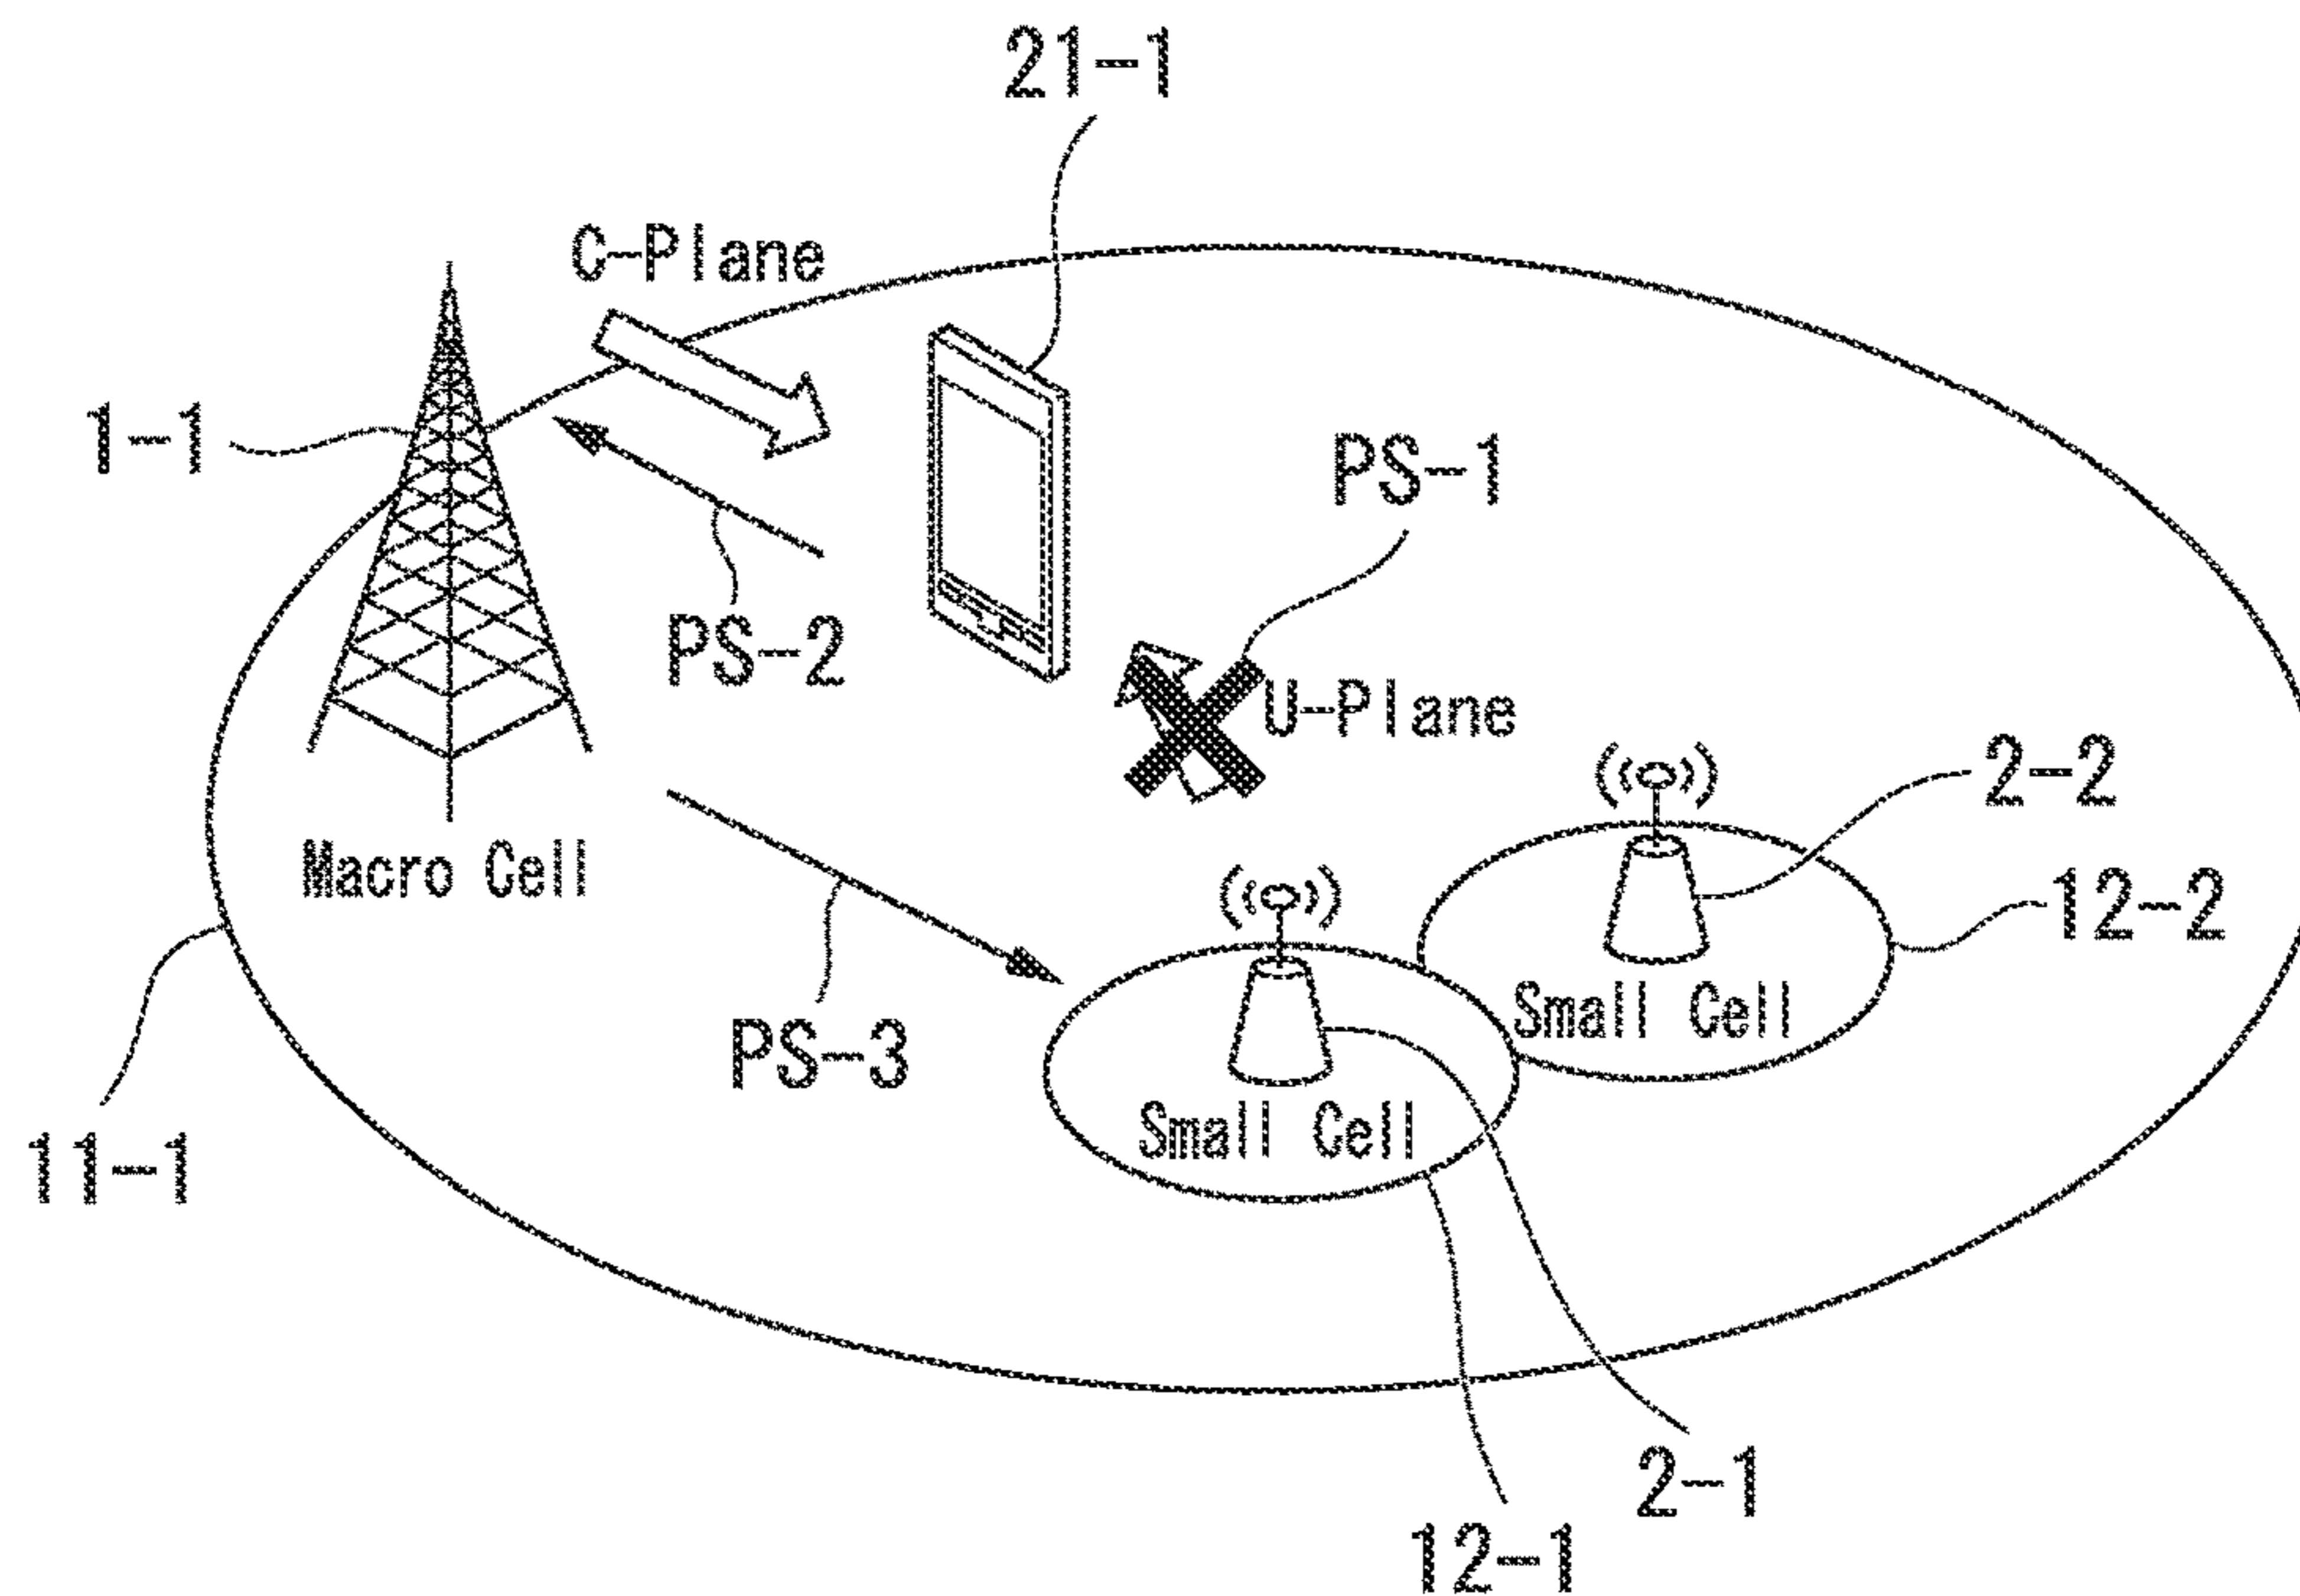 21-1
C-Plane
1-1
PS-1
PS-2
U-Plane
2-2
Macro Cell
12-2
Small Cell
PS-3
Small Cell
11-1
2-1
12-1